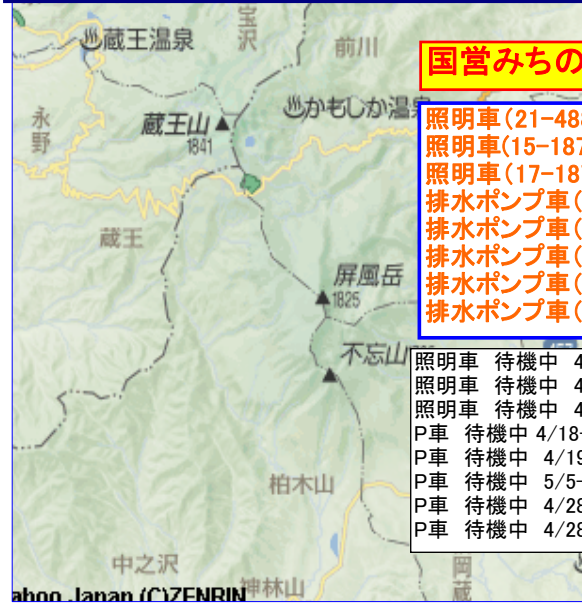 宝沢
蔵王温泉
前川
国営みちの
永野
蔵王山
1841
かもしか温泉
照明車(21-48
照明車(15-187
照明車(17-18
排水ポンプ車(
排水ポンプ車(
排水ポンプ車(
排水ポンプ車(
排水ポンプ車(
蔵王
屏風岳
1825
不忘山
照明車 待機中 4
照明車 待機中 4
照明車 待機中 4
P車 待機中 4/18-
P車 待機中 4/19
P車 待機中 5/5-
P車 待機中 4/28
P車 待機中 4/28
柏木山
中之沢
神林山
岡蔵
ahoo Japan (C)ZENRIN